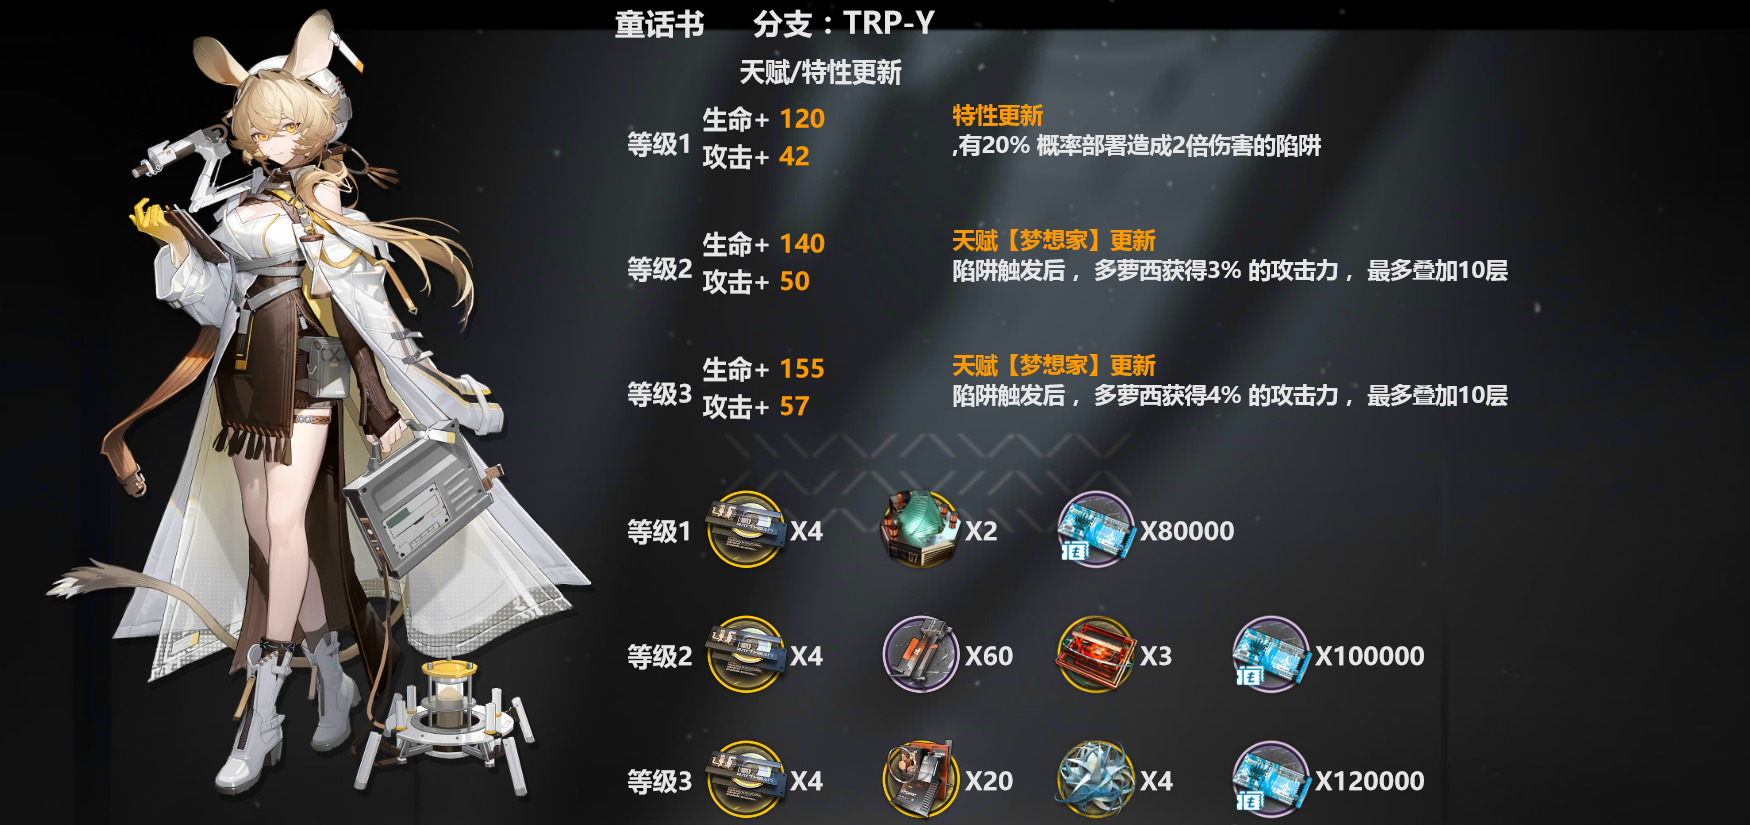 童话书 分支：TRP-Y
天赋/特性更新
等级1
生命+ 120
攻击+ 42
特性更新
,有20% 概率部署造成2倍伤害的陷阱
等级2
生命+ 140
攻击+ 50
天赋【梦想家】更新
陷阱触发后，多萝西获得3% 的攻击力，最多叠加10层
等级3
生命+ 155
攻击+ 57
天赋【梦想家】更新
陷阱触发后，多萝西获得4% 的攻击力，最多叠加10层
等级1 X4 X2 X80000
等级2 X4 X60 X3 X100000
等级3 X4 X20 X4 X120000